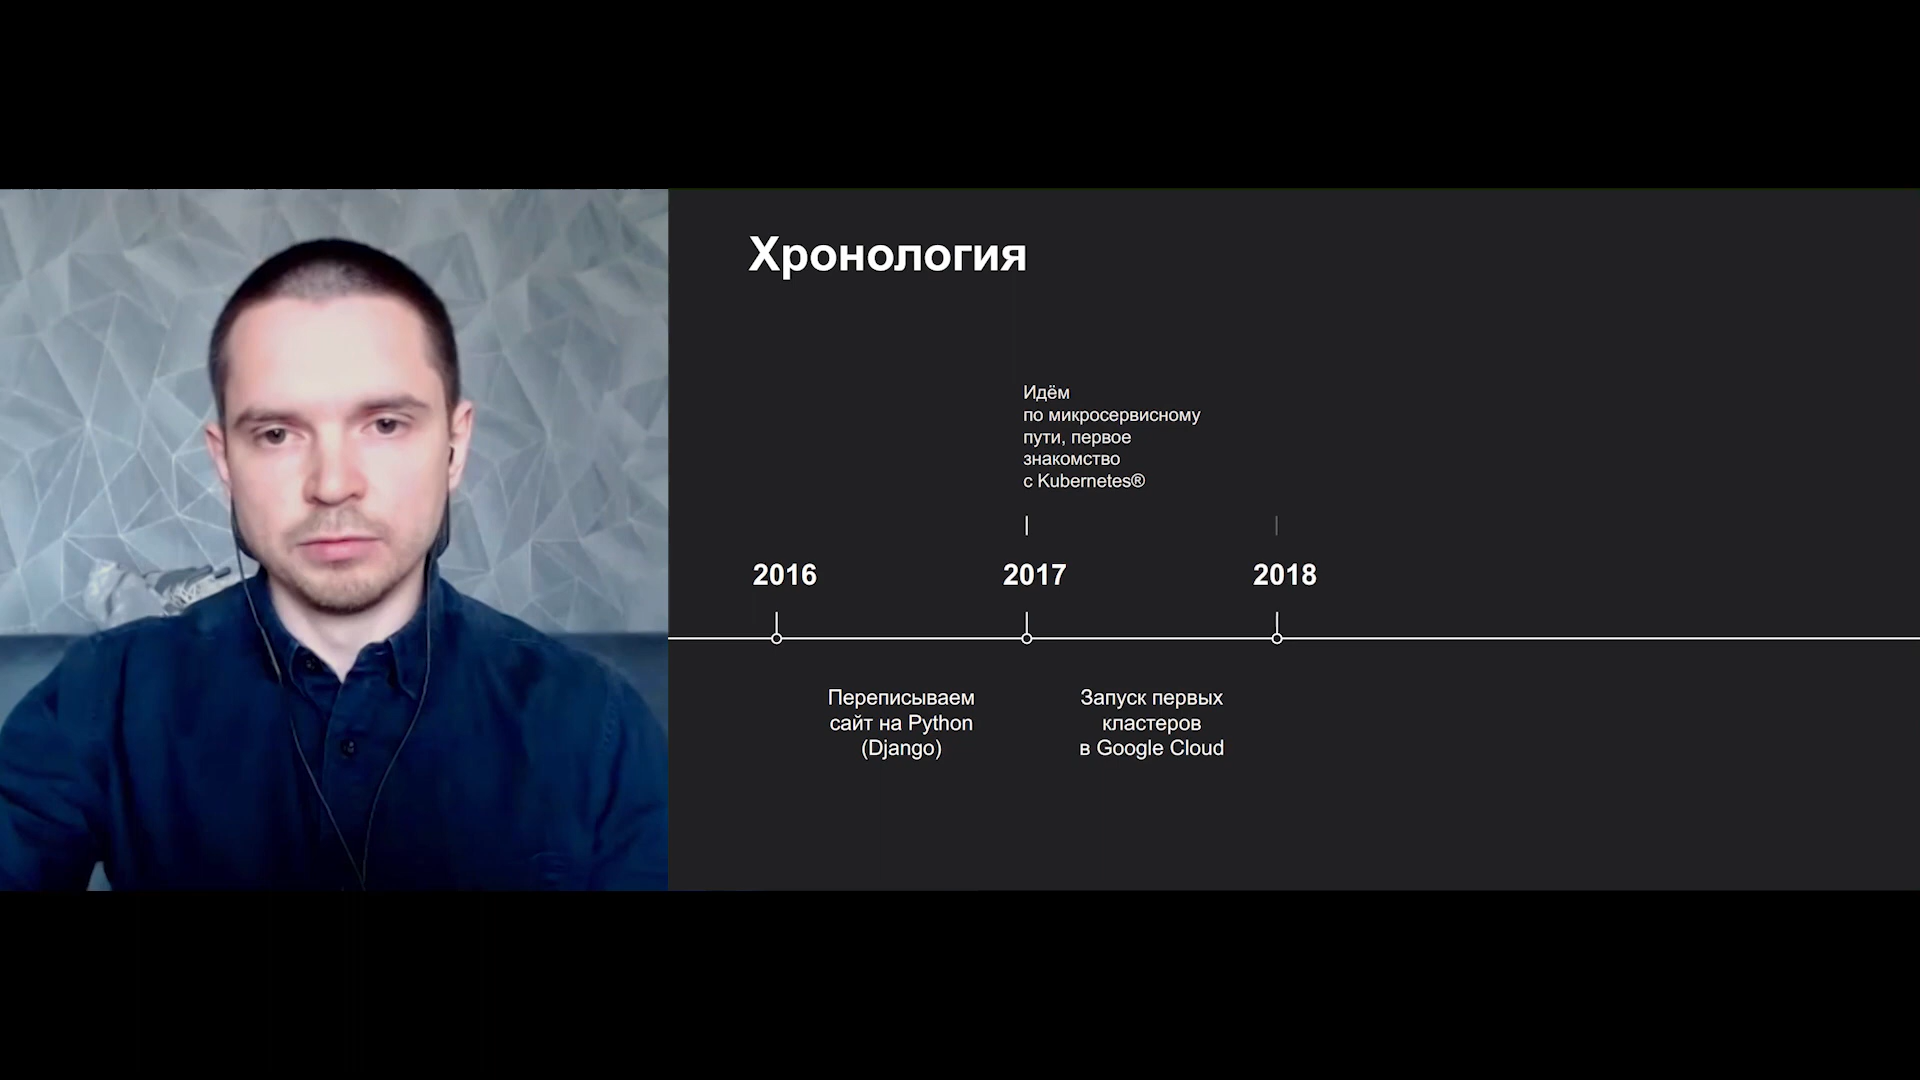 Хронология
Идём
по микросервисному
пути, первое
знакомство
с Kubernetes®
2016
2017
2018
Переписываем
сайт на Python
(Django)
Запуск первых
кластеров
в Google Cloud